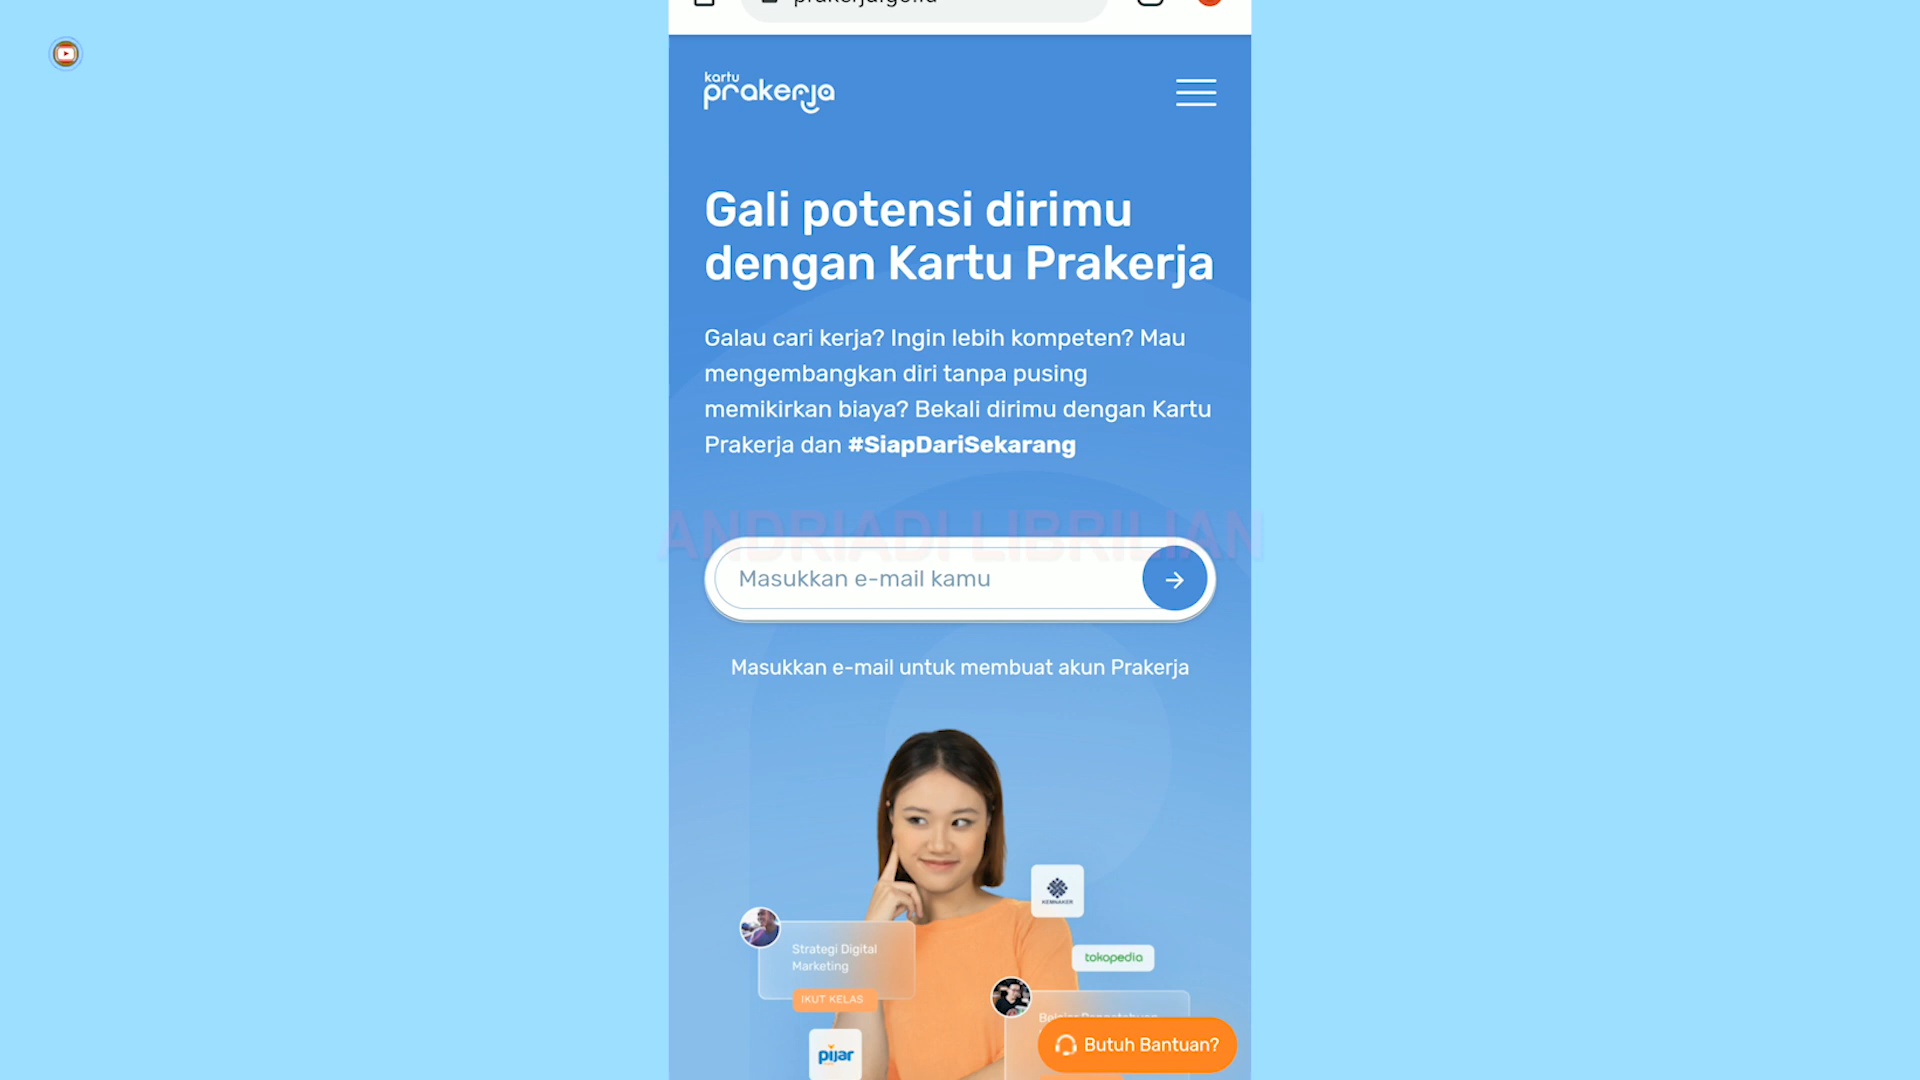 kartu
prakerja
Gali potensi dirimu
dengan Kartu Prakerja
Galau cari kerja? Ingin lebih kompeten? Mau
mengembangkan diri tanpa pusing
memikirkan biaya? Bekali dirimu dengan Kartu
Prakerja dan #SiapDariSekarang
ANDRIADI LIBRILIAN
Masukkan e-mail kamu
Masukkan e-mail untuk membuat akun Prakerja
KEMNAKER
Strategi Digital
Marketing
tokopedia
IKUT KELAS
pijar
Butuh Bantuan?